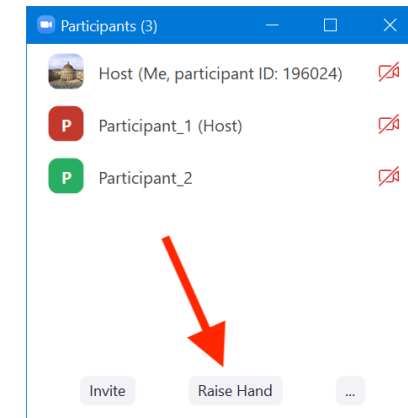 Participants (3)
Host (Me, participant ID: 196024)
P Participant_1 (Host)
P Participant_2
Invite Raise Hand ...